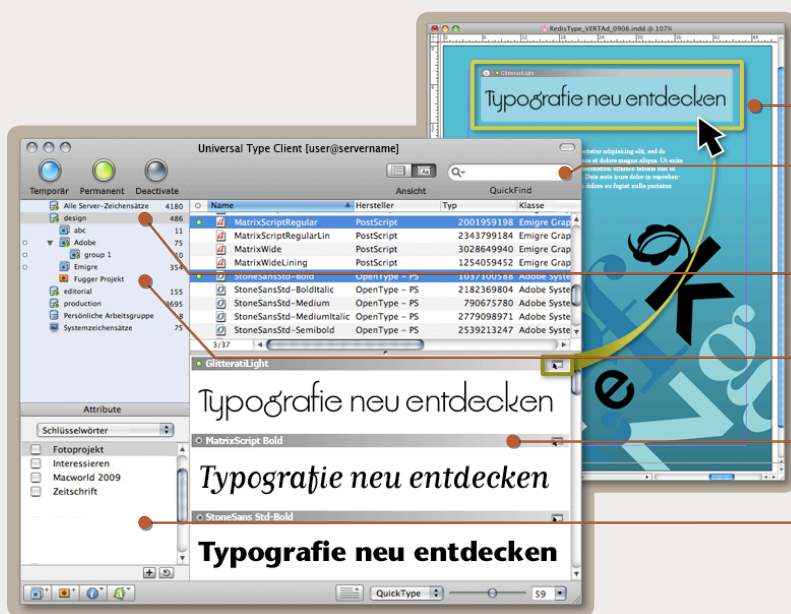 RedisType_VERTAd_0908.indd @ 107%
GlitteratiLight
Typografie neu entdecken
Universal Type Client [user@servername]
Temporär Permanent Deactivate
Ansicht QuickFind
Alle Server-Zeichensätze 4180
design 486
abc 11
Adobe 75
group 1
Emigre 354
Fugger Projekt
editorial 155
production
Persönliche Arbeitsgruppe 8
Systemzeichensätze 75
Name Hersteller Typ Klasse
MatrixScriptRegular PostScript 2001959198 Emigre Grap
MatrixScriptRegularLin PostScript 2343799184 Emigre Grap
MatrixWide PostScript 3028649940 Emigre Grap
MatrixWideLining PostScript 1254059452 Emigre Grap
StoneSansStd-Bold OpenType - PS 1037100588 Adobe Syste
StoneSansStd-BoldItalic OpenType - PS 2182369804 Adobe Syste
StoneSansStd-Medium OpenType - PS 790675780 Adobe Syste
StoneSansStd-MediumItalic OpenType - PS 2779098971 Adobe Syste
StoneSansStd-Semibold OpenType - PS 2539213247 Adobe Syste
3/37
GlitteratiLight
Typografie neu entdecken
MatrixScript Bold
Typografie neu entdecken
StoneSans Std-Bold
Typografie neu entdecken
Attribute
Schlüsselwörter
Fotoprojekt
Interessieren
Macworld 2009
Zeitschrift
QuickType 59